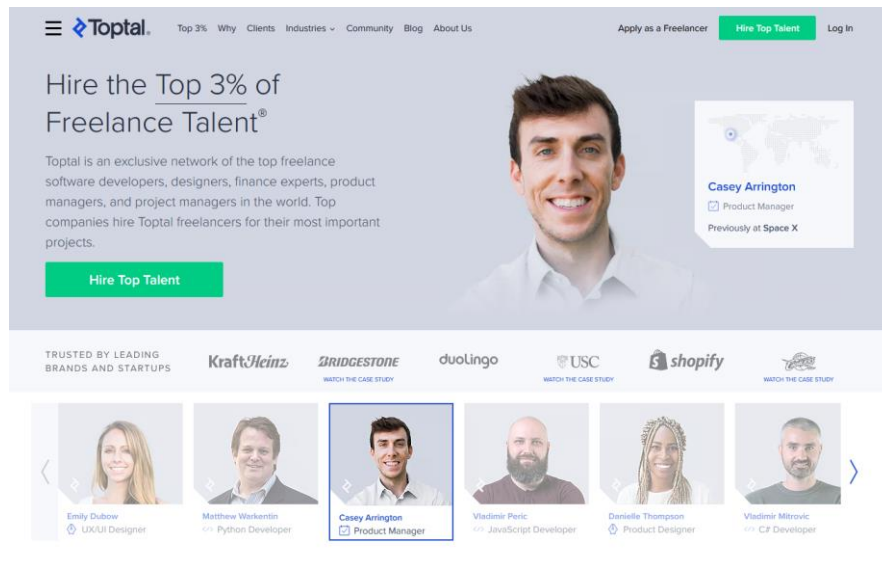 Toptal.
Top 3% Why Clients Industries Community Blog About Us
Apply as a Freelancer Hire Top Talent Log In
Hire the Top 3% of
Freelance Talent®
Toptal is an exclusive network of the top freelance
software developers, designers, finance experts, product
managers, and project managers in the world. Top
companies hire Toptal freelancers for their most important
projects.
Hire Top Talent
Casey Arrington
Product Manager
Previously at Space X
TRUSTED BY LEADING
BRANDS AND STARTUPS
KraftHeinz
BRIDGESTONE
WATCH THE CASE STUDY
duolingo
USC
WATCH THE CASE STUDY
shopify
WATCH THE CASE STUDY
Emily Dubow
UX/UI Designer
Matthew Warkentin
Python Developer
Casey Arrington
Product Manager
Vladimir Peric
JavaScript Developer
Danielle Thompson
Product Designer
Vladimir Mitrovic
C# Developer